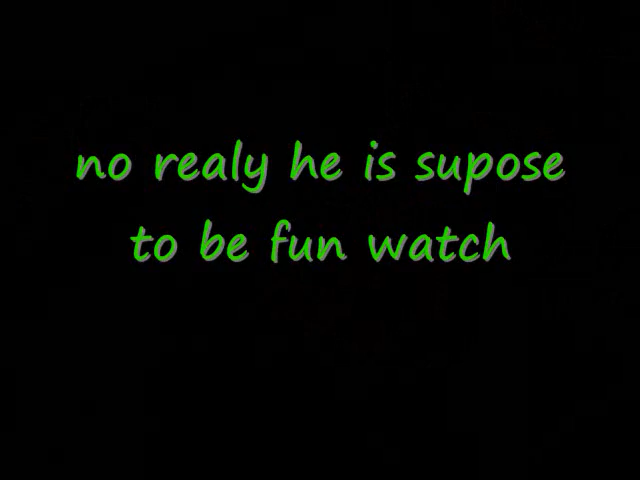 no realy he is supose
to be fun watch